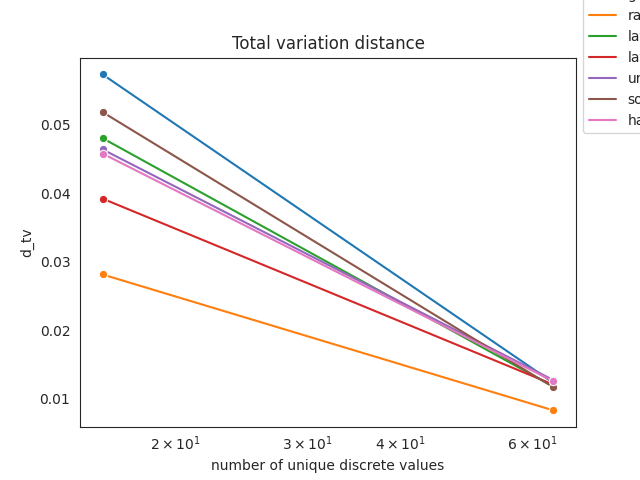 Total variation distance
ra
la
la
ur
so
ha
0.05
0.04
0.03
0.02
0.01
d_tv
2 × 10¹
3 × 10¹
4 × 10¹
6 × 10¹
number of unique discrete values